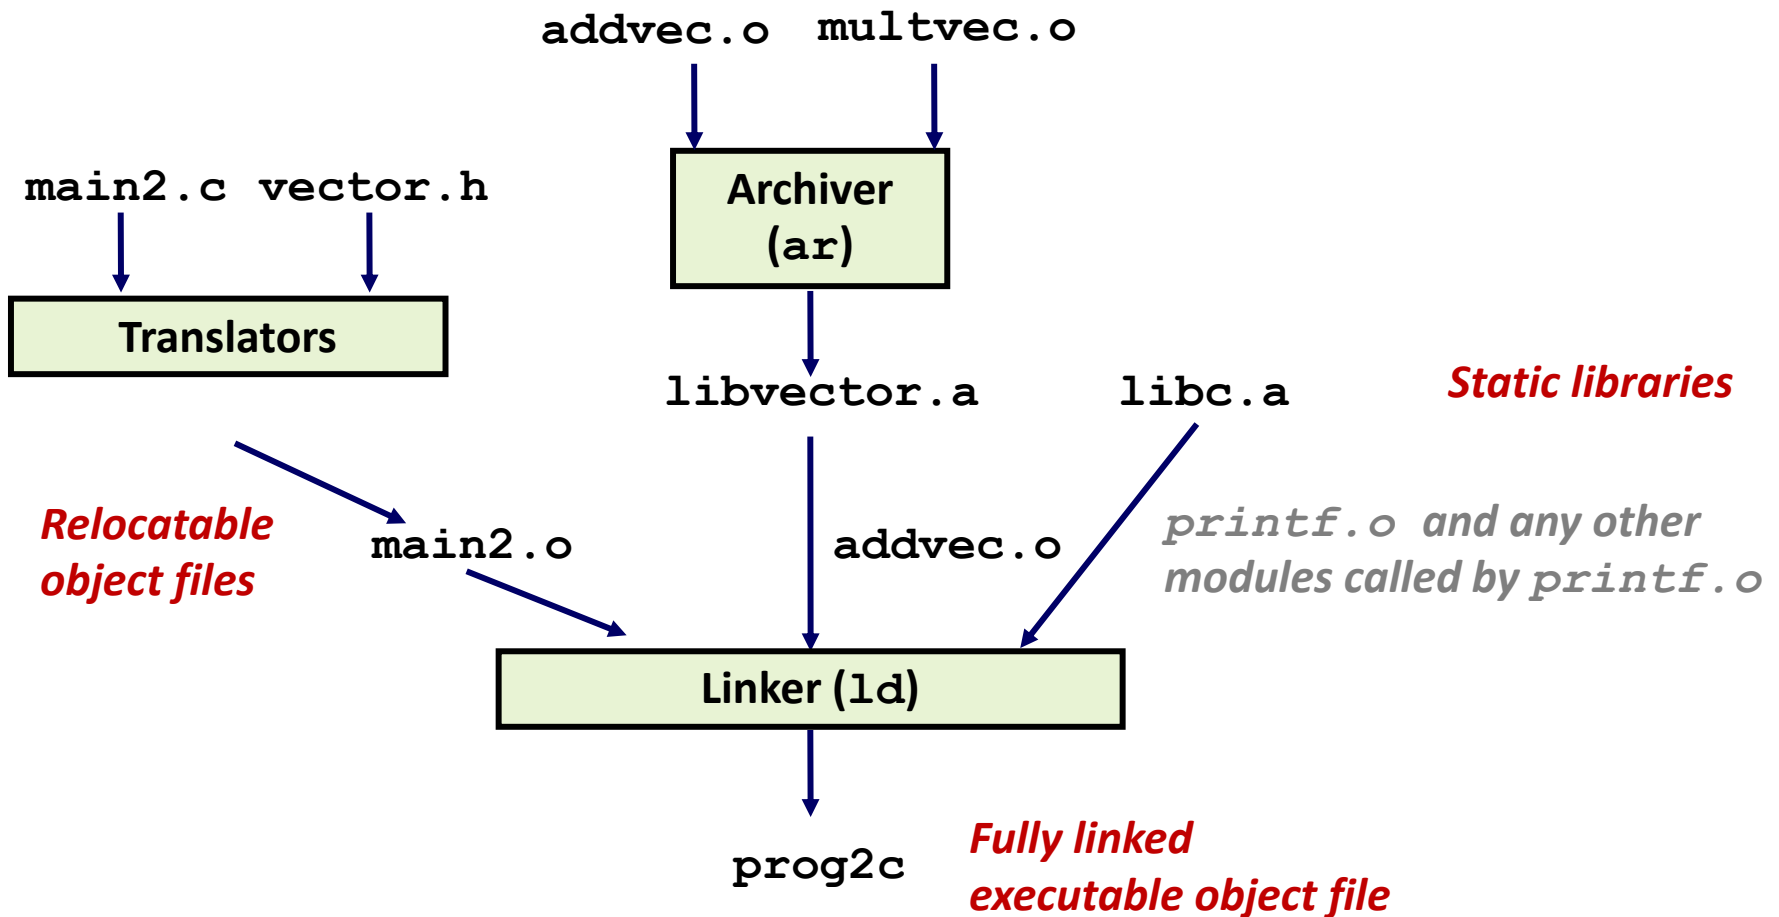 addvec.o multvec.o
main2.c vector.h
Archiver
(ar)
Translators
libvector.a
libc.a
Static libraries
Relocatable
object files
main2.o
addvec.o
printf.o and any other
modules called by printf.o
Linker (ld)
prog2c
Fully linked
executable object file